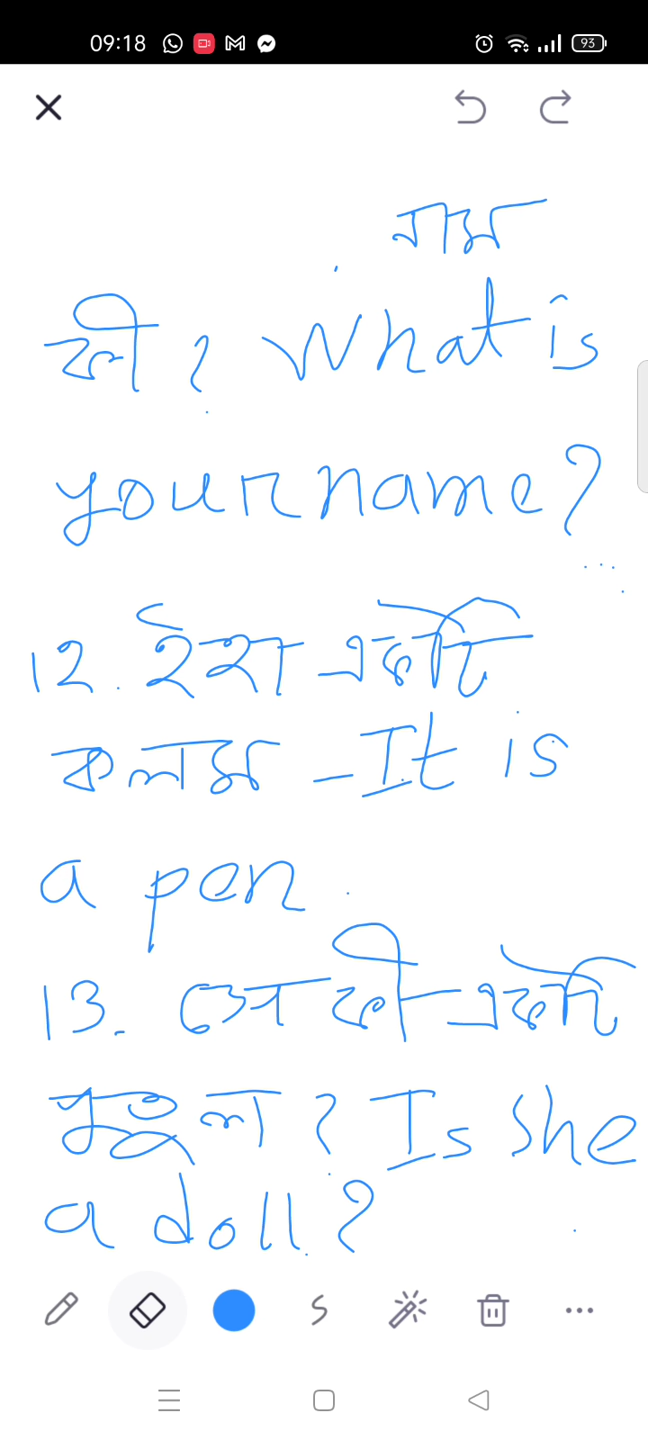 09:18 93
নাম
কী? What is
your name?
12. ইহা একটি
কলম - It is
a pen.
13. সে কী একটি
পুতুল? Is she
a doll?